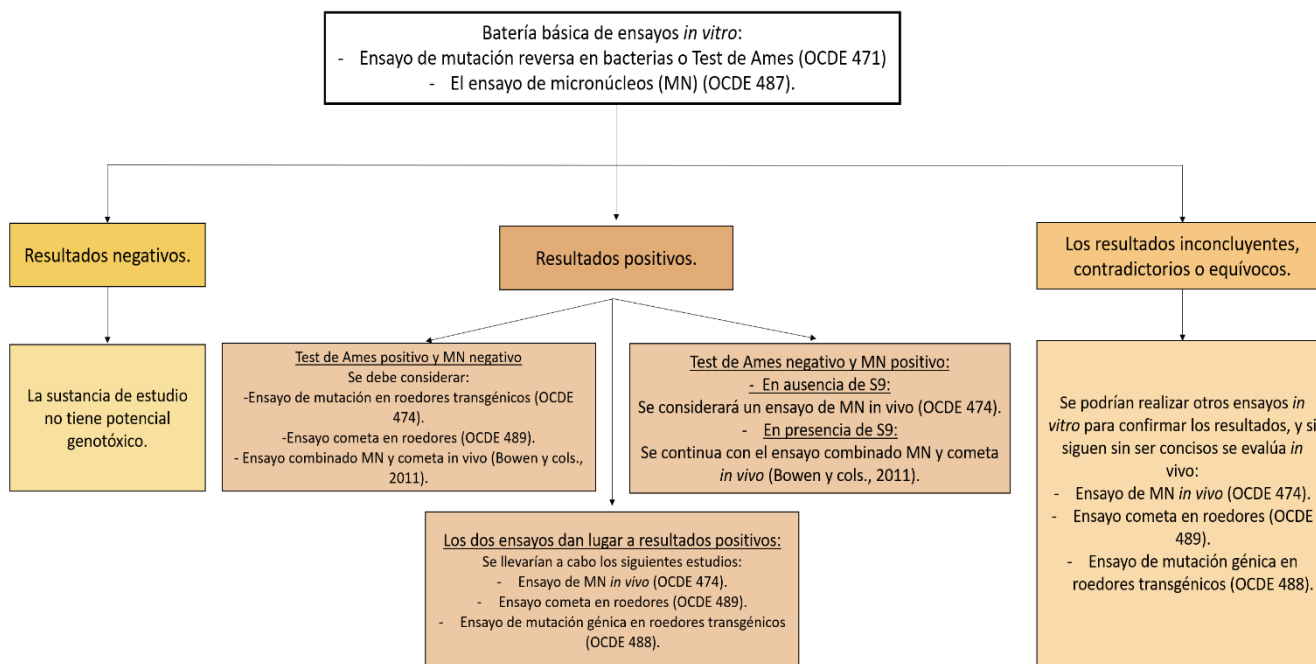 Batería básica de ensayos in vitro:
- Ensayo de mutación reversa en bacterias o Test de Ames (OCDE 471)
- El ensayo de micronúcleos (MN) (OCDE 487).
Resultados negativos.
Resultados positivos.
Los resultados inconcluyentes,
contradictorios o equívocos.
La sustancia de estudio
no tiene potencial
genotóxico.
Test de Ames positivo y MN negativo
Se debe considerar:
-Ensayo de mutación en roedores transgénicos (OCDE
474).
-Ensayo cometa en roedores (OCDE 489).
- Ensayo combinado MN y cometa in vivo (Bowen y cols.,
2011).
Test de Ames negativo y MN positivo:
- En ausencia de S9:
Se considerará un ensayo de MN in vivo (OCDE 474).
- En presencia de S9:
Se continua con el ensayo combinado MN y cometa
in vivo (Bowen y cols., 2011).
Los dos ensayos dan lugar a resultados positivos:
Se llevarían a cabo los siguientes estudios:
- Ensayo de MN in vivo (OCDE 474).
- Ensayo cometa en roedores (OCDE 489).
- Ensayo de mutación génica en roedores transgénicos
(OCDE 488).
Se podrían realizar otros ensayos in
vitro para confirmar los resultados, y si
siguen sin ser concisos se evalúa in
vivo:
- Ensayo de MN in vivo (OCDE 474).
- Ensayo cometa en roedores (OCDE
489).
- Ensayo de mutación génica en
roedores transgénicos (OCDE 488).